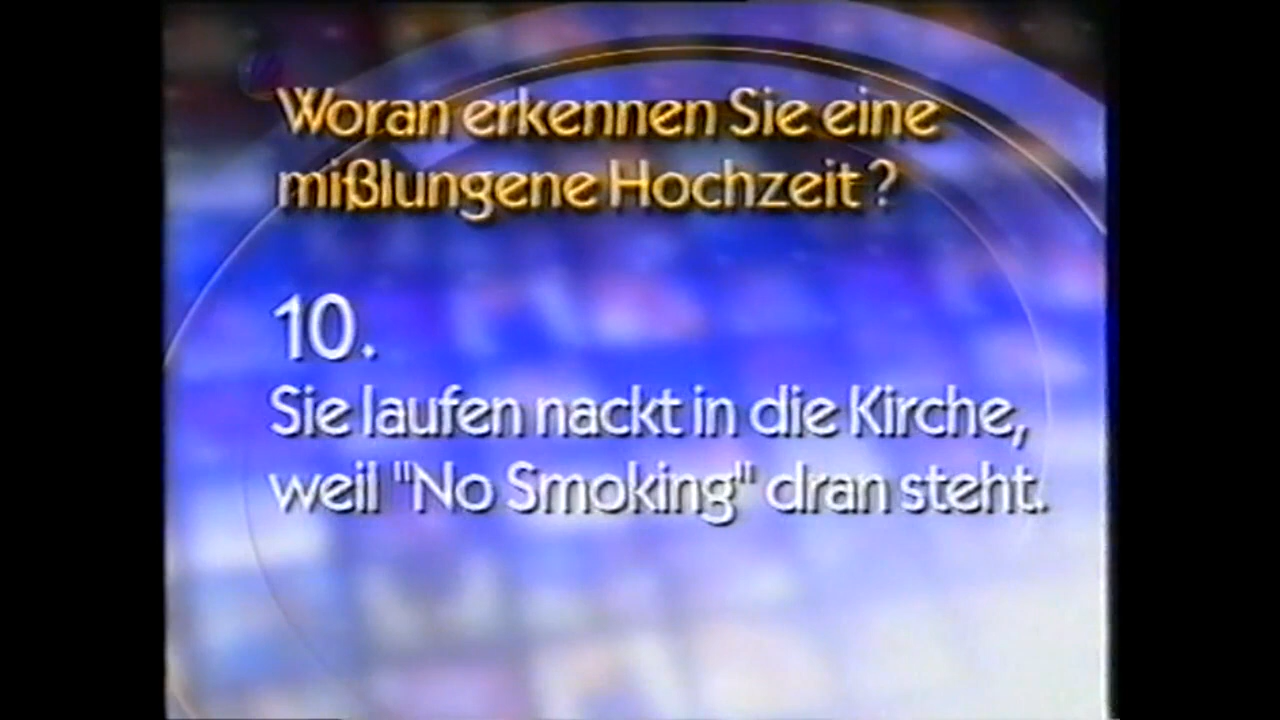 Woran erkennen Sie eine
mißlungene Hochzeit ?
10.
Sie laufen nackt in die Kirche,
weil "No Smoking" dran steht.